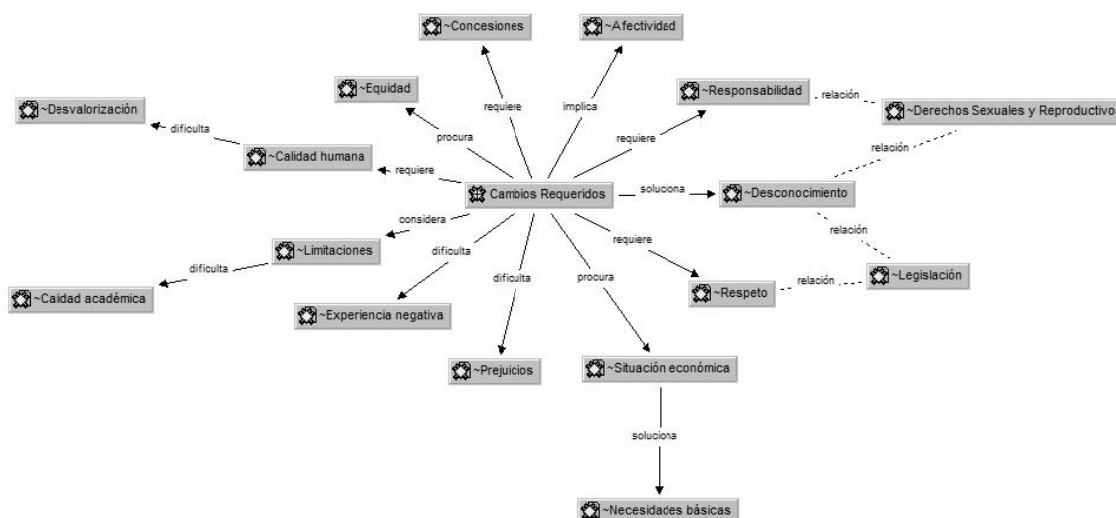 ~Concesiones
~Afectividad
~Equidad
~Responsabilidad
relación
~Derechos Sexuales y Reproductivos
~Desvalorización
requiere
implica
dificulta
procura
requiere
relación
~Calidad humana
requiere
Cambios Requeridos
soluciona
~Desconocimiento
considera
relación
~Limitaciones
dificulta
requiere
dificulta
dificulta
procura
~Respeto
relación
~Legislación
~Calidad académica
~Experiencia negativa
~Prejuicios
~Situación económica
soluciona
~Necesidades básicas